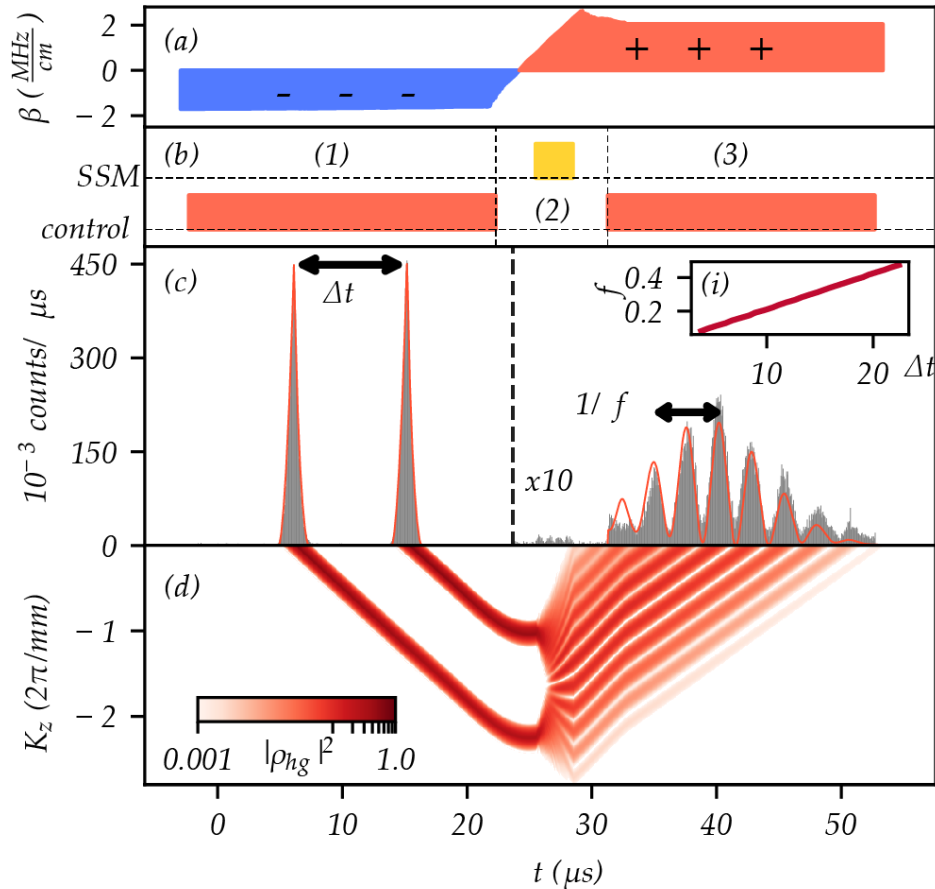 β (MHz/cm)
2
0
− 2
(a)
- - -
+ + +
(b)
(1)
(2)
(3)
SSM
control
(c)
10⁻³ counts/ μs
450
300
150
0
Δt
x10
1/ f
(i)
f
0.4
0.2
10
20
Δt
(d)
K_z (2π/mm)
− 1
− 2
0.001
|ρ_hg|²
1.0
0
10
20
30
40
50
t (μs)